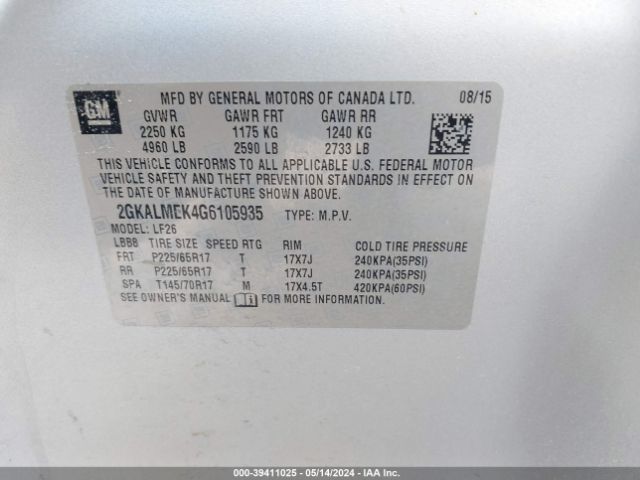 GM
MFD BY GENERAL MOTORS OF CANADA LTD. 08/15
GVWR GAWR FRT GAWR RR
2250 KG 1175 KG 1240 KG
4960 LB 2590 LB 2733 LB
THIS VEHICLE CONFORMS TO ALL APPLICABLE U.S. FEDERAL MOTOR
VEHICLE SAFETY AND THEFT PREVENTION STANDARDS IN EFFECT ON
THE DATE OF MANUFACTURE SHOWN ABOVE.
2GKALMEK4G6105935 TYPE: M.P.V.
MODEL: LF26
LBBB TIRE SIZE SPEED RTG RIM COLD TIRE PRESSURE
FRT P225/65R17 T 17X7J 240KPA(35PSI)
RR P225/65R17 T 17X7J 240KPA(35PSI)
SPA T145/70R17 M 17X4.5T 420KPA(60PSI)
SEE OWNER'S MANUAL FOR MORE INFORMATION.
000-39411025 - 05/14/2024 - IAA Inc.